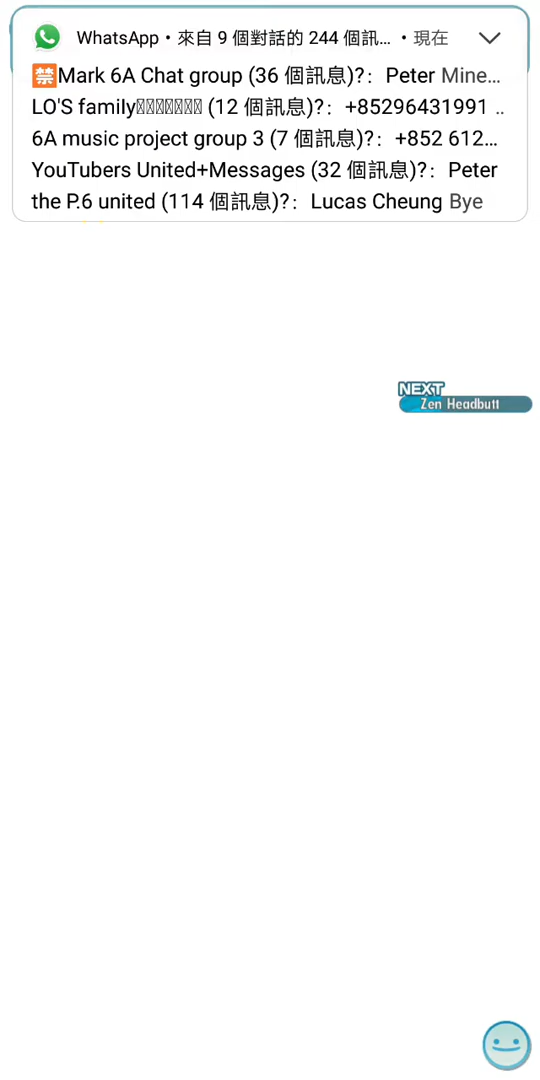 WhatsApp • 來自 9 個對話的 244 個訊... • 現在
🈲Mark 6A Chat group (36 個訊息)?: Peter Mine...
LO'S family (12 個訊息)?: +85296431991 ..
6A music project group 3 (7 個訊息)?: +852 612...
YouTubers United+Messages (32 個訊息)?: Peter
the P.6 united (114 個訊息)?: Lucas Cheung Bye
NEXT
Zen Headbutt